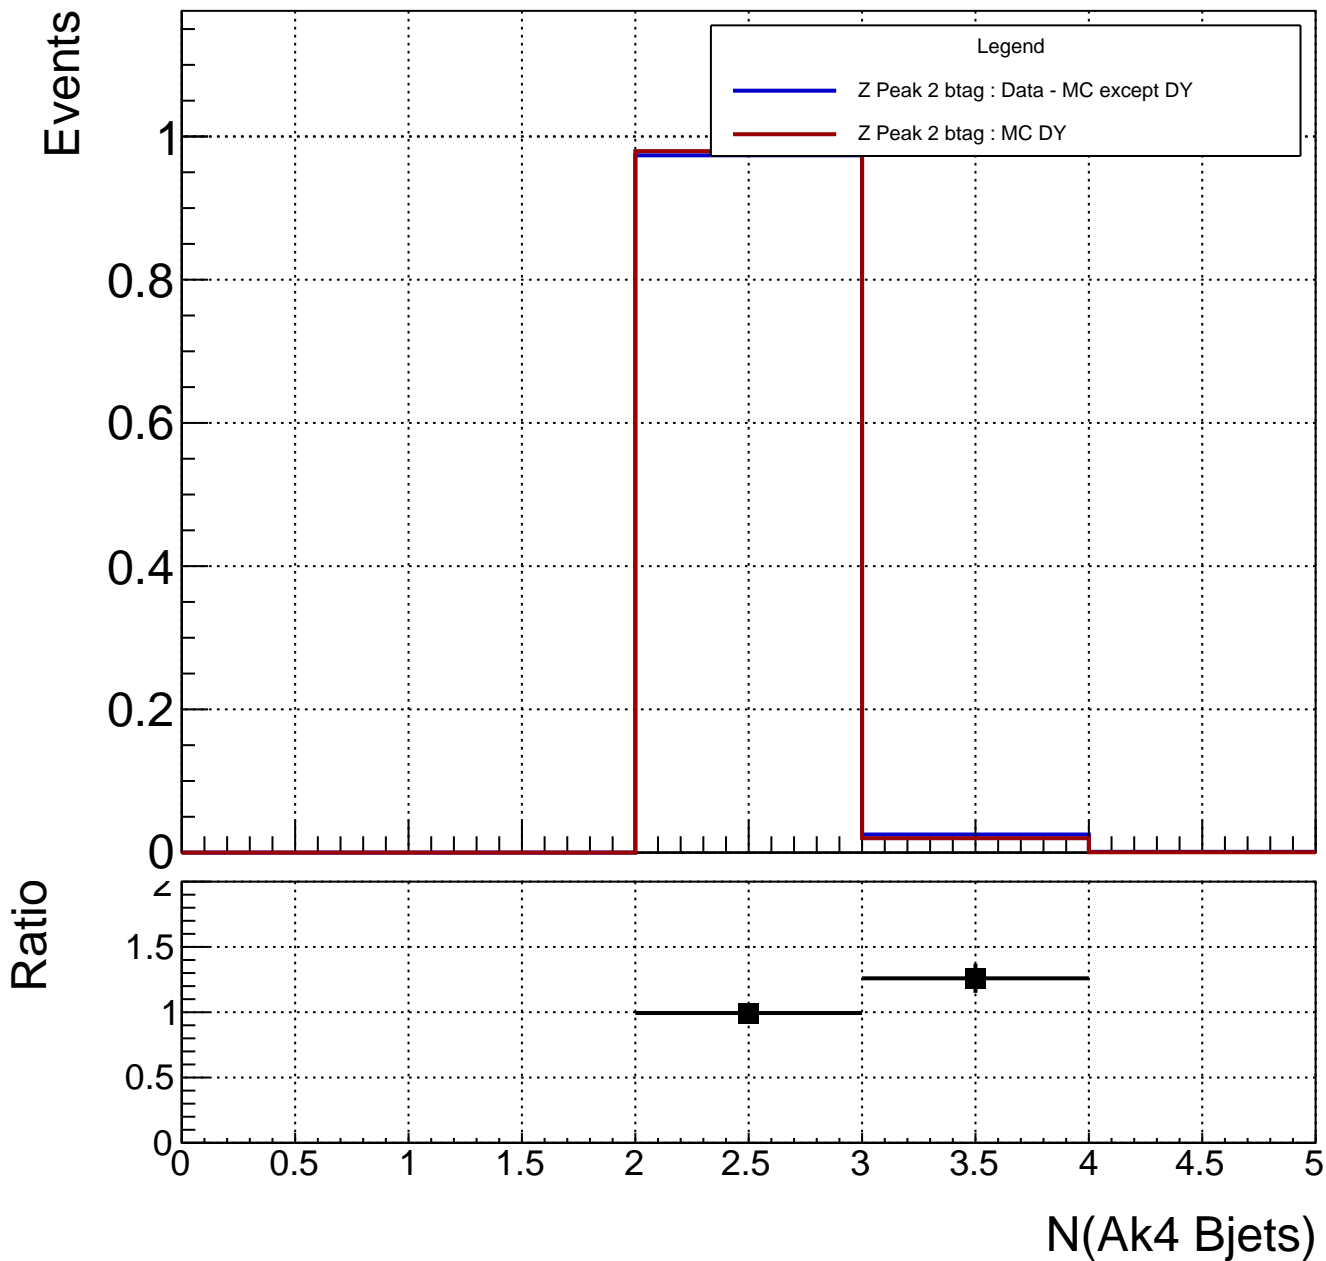 Events
Legend
Z Peak 2 btag : Data - MC except DY
Z Peak 2 btag : MC DY
1
0.8
0.6
0.4
0.2
0
Ratio
2
1.5
1
0.5
0
0 0.5 1 1.5 2 2.5 3 3.5 4 4.5 5
N(Ak4 Bjets)